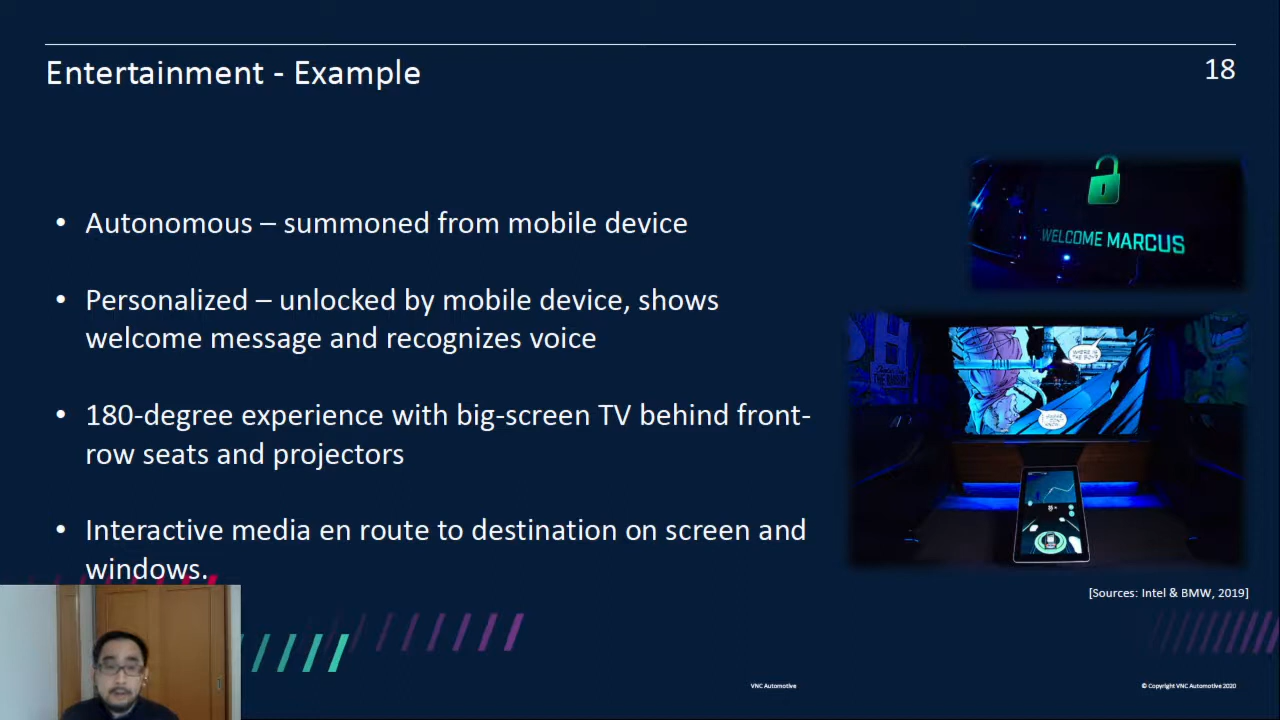 Entertainment - Example
18
• Autonomous – summoned from mobile device
• Personalized – unlocked by mobile device, shows
welcome message and recognizes voice
• 180-degree experience with big-screen TV behind front-
row seats and projectors
• Interactive media en route to destination on screen and
windows.
WELCOME MARCUS
WHERE IS
[Sources: Intel & BMW, 2019]
VNC Automotive
© Copyright VNC Automotive 2020